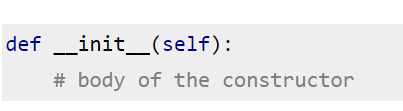 def __init__(self):
    # body of the constructor